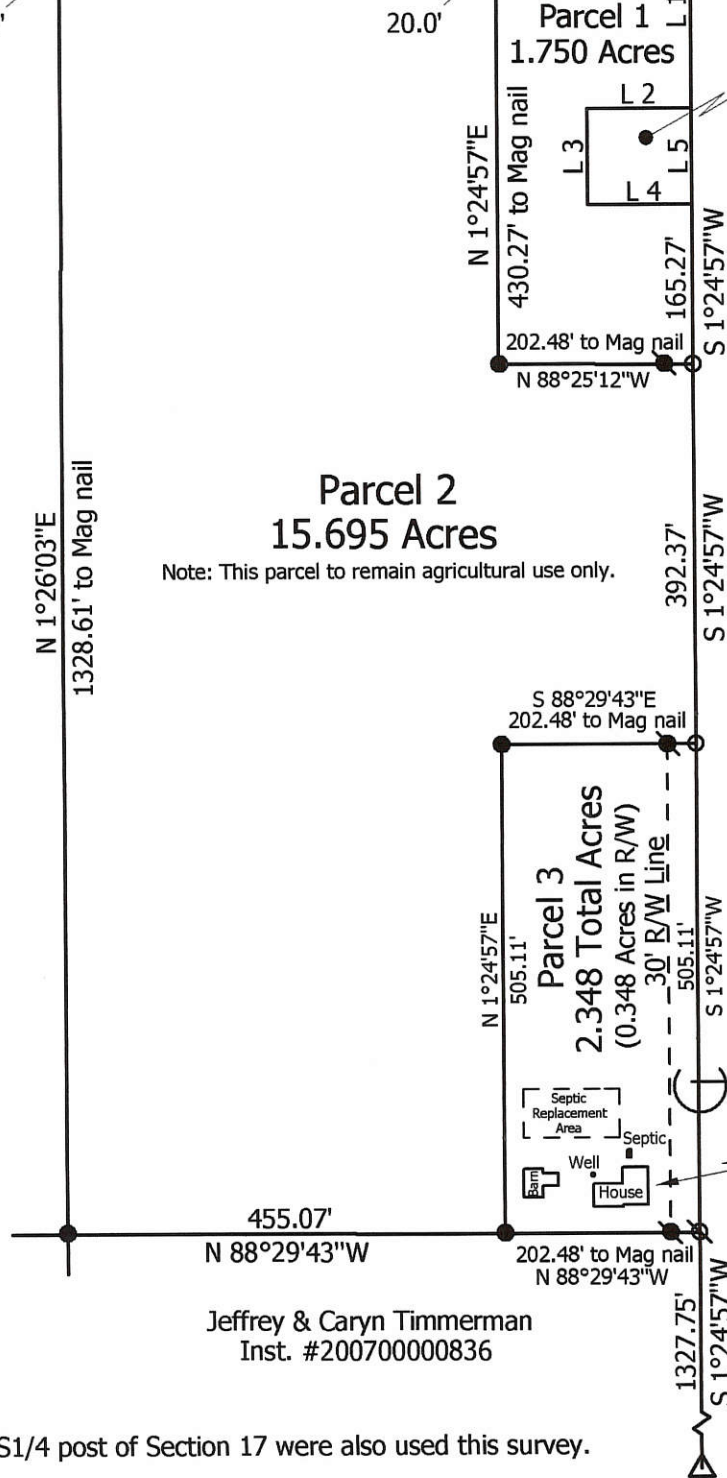 20.0'
Parcel 1
1.750 Acres
L 2
L 3
L 5
L 4
N 1°24'57"E
430.27' to Mag nail
165.27'
S 1°24'57"W
202.48' to Mag nail
N 88°25'12"W
N 1°26'03"E
1328.61' to Mag nail
Parcel 2
15.695 Acres
Note: This parcel to remain agricultural use only.
392.37'
S 1°24'57"W
S 88°29'43"E
202.48' to Mag nail
N 1°24'57"E
505.11'
Parcel 3
2.348 Total Acres
(0.348 Acres in R/W)
30' R/W Line
505.11'
S 1°24'57"W
Septic
Replacement
Area
Septic
Well
Barn
House
455.07'
N 88°29'43"W
202.48' to Mag nail
N 88°29'43"W
Jeffrey & Caryn Timmerman
Inst. #200700000836
1327.75'
S 1°24'57"W
S1/4 post of Section 17 were also used this survey.